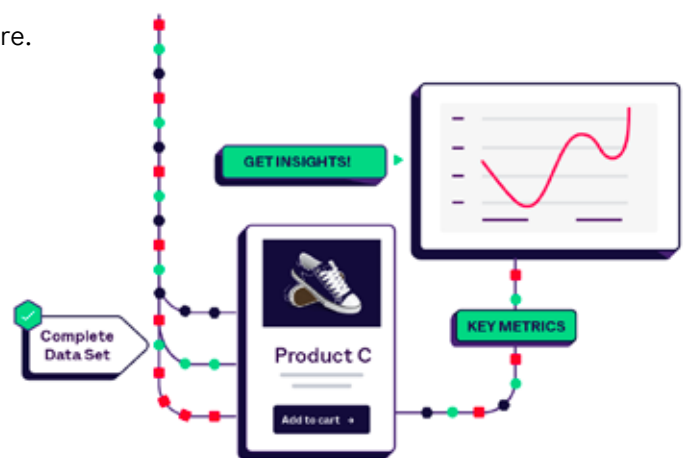 re.
GET INSIGHTS!
Complete
Data Set
KEY METRICS
Product C
Add to cart →